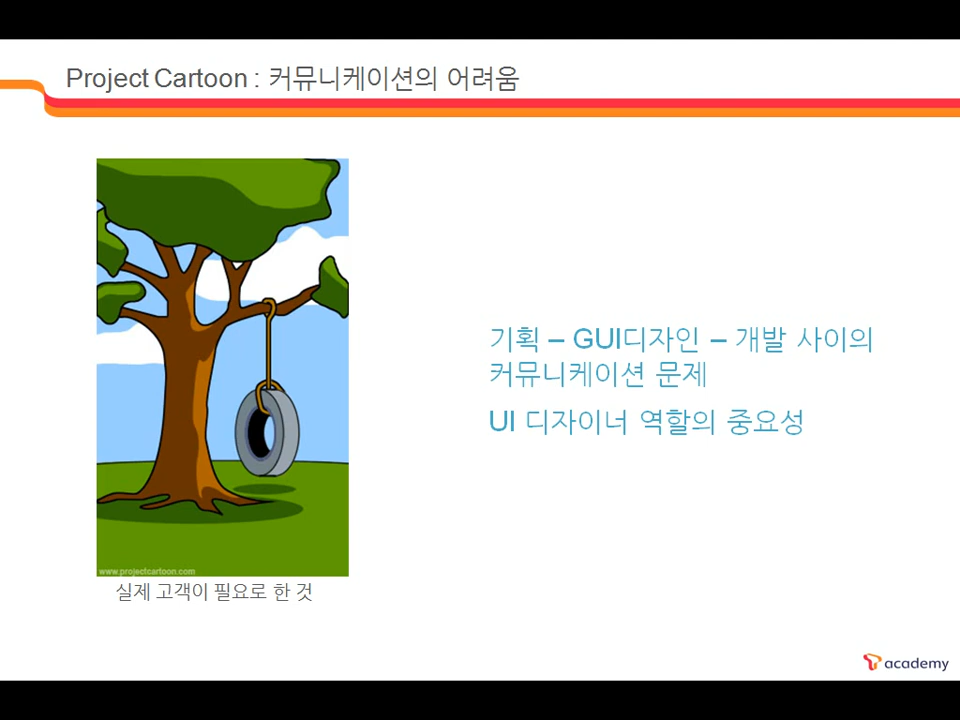 Project Cartoon : 커뮤니케이션의 어려움
기획 – GUI디자인 – 개발 사이의
커뮤니케이션 문제
UI 디자이너 역할의 중요성
www.projectcartoon.com
실제 고객이 필요로 한 것
T academy